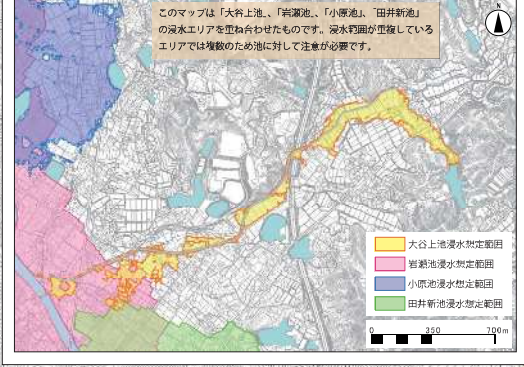 このマップは「大谷上池」、「岩瀬池」、「小原池」、「田井新池」
の浸水エリアを重ね合わせたものです。浸水範囲が重複している
エリアでは複数のため池に対して注意が必要です。
N
大谷上池浸水想定範囲
岩瀬池浸水想定範囲
小原池浸水想定範囲
田井新池浸水想定範囲
0 350 700m